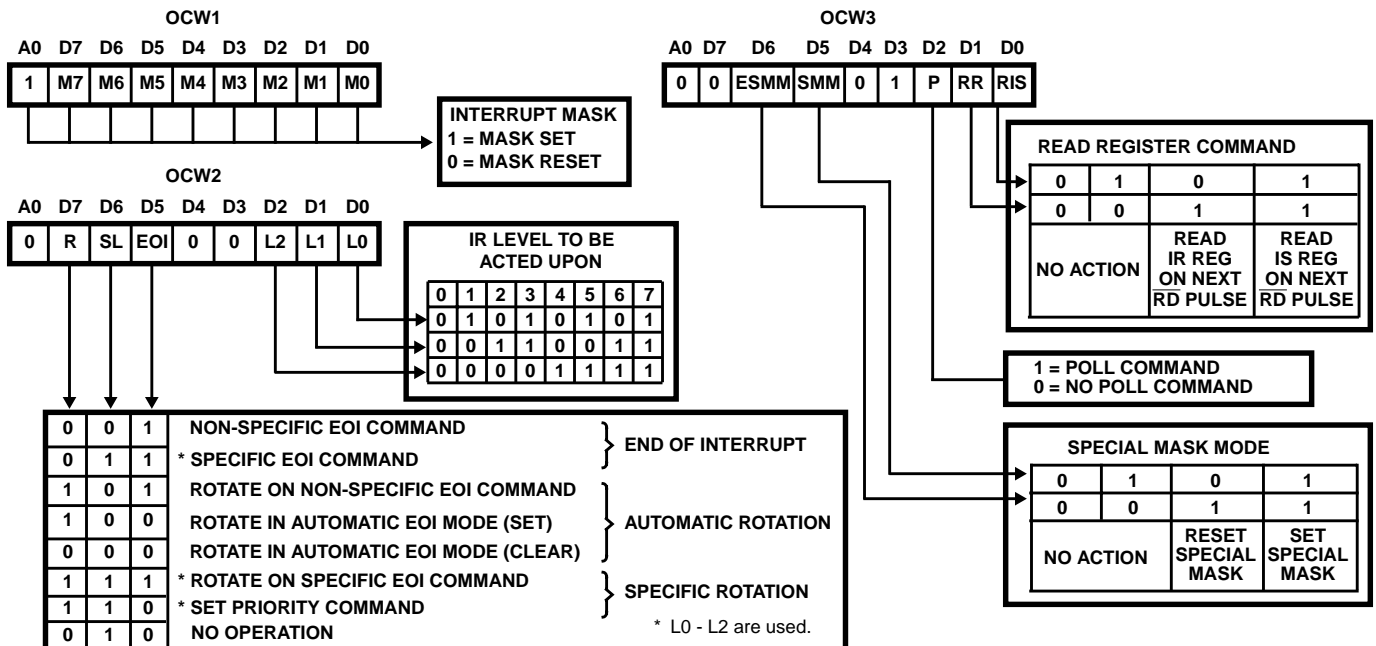 OCW1
A0 D7 D6 D5 D4 D3 D2 D1 D0
1 M7 M6 M5 M4 M3 M2 M1 M0
INTERRUPT MASK
1 = MASK SET
0 = MASK RESET
OCW2
A0 D7 D6 D5 D4 D3 D2 D1 D0
0 R SL EOI 0 0 L2 L1 L0
IR LEVEL TO BE
ACTED UPON
0 1 2 3 4 5 6 7
0 1 0 1 0 1 0 1
0 0 1 1 0 0 1 1
0 0 0 0 1 1 1 1
0 0 1 NON-SPECIFIC EOI COMMAND
0 1 1 * SPECIFIC EOI COMMAND
} END OF INTERRUPT
1 0 1 ROTATE ON NON-SPECIFIC EOI COMMAND
1 0 0 ROTATE IN AUTOMATIC EOI MODE (SET)
0 0 0 ROTATE IN AUTOMATIC EOI MODE (CLEAR)
} AUTOMATIC ROTATION
1 1 1 * ROTATE ON SPECIFIC EOI COMMAND
1 1 0 * SET PRIORITY COMMAND
} SPECIFIC ROTATION
0 1 0 NO OPERATION
* L0 - L2 are used.
OCW3
A0 D7 D6 D5 D4 D3 D2 D1 D0
0 0 ESMM SMM 0 1 P RR RIS
READ REGISTER COMMAND
0 1 0 1
0 0 1 1
NO ACTION
READ
IR REG
ON NEXT
RD PULSE
READ
IS REG
ON NEXT
RD PULSE
1 = POLL COMMAND
0 = NO POLL COMMAND
SPECIAL MASK MODE
0 1 0 1
0 0 1 1
NO ACTION
RESET
SPECIAL
MASK
SET
SPECIAL
MASK